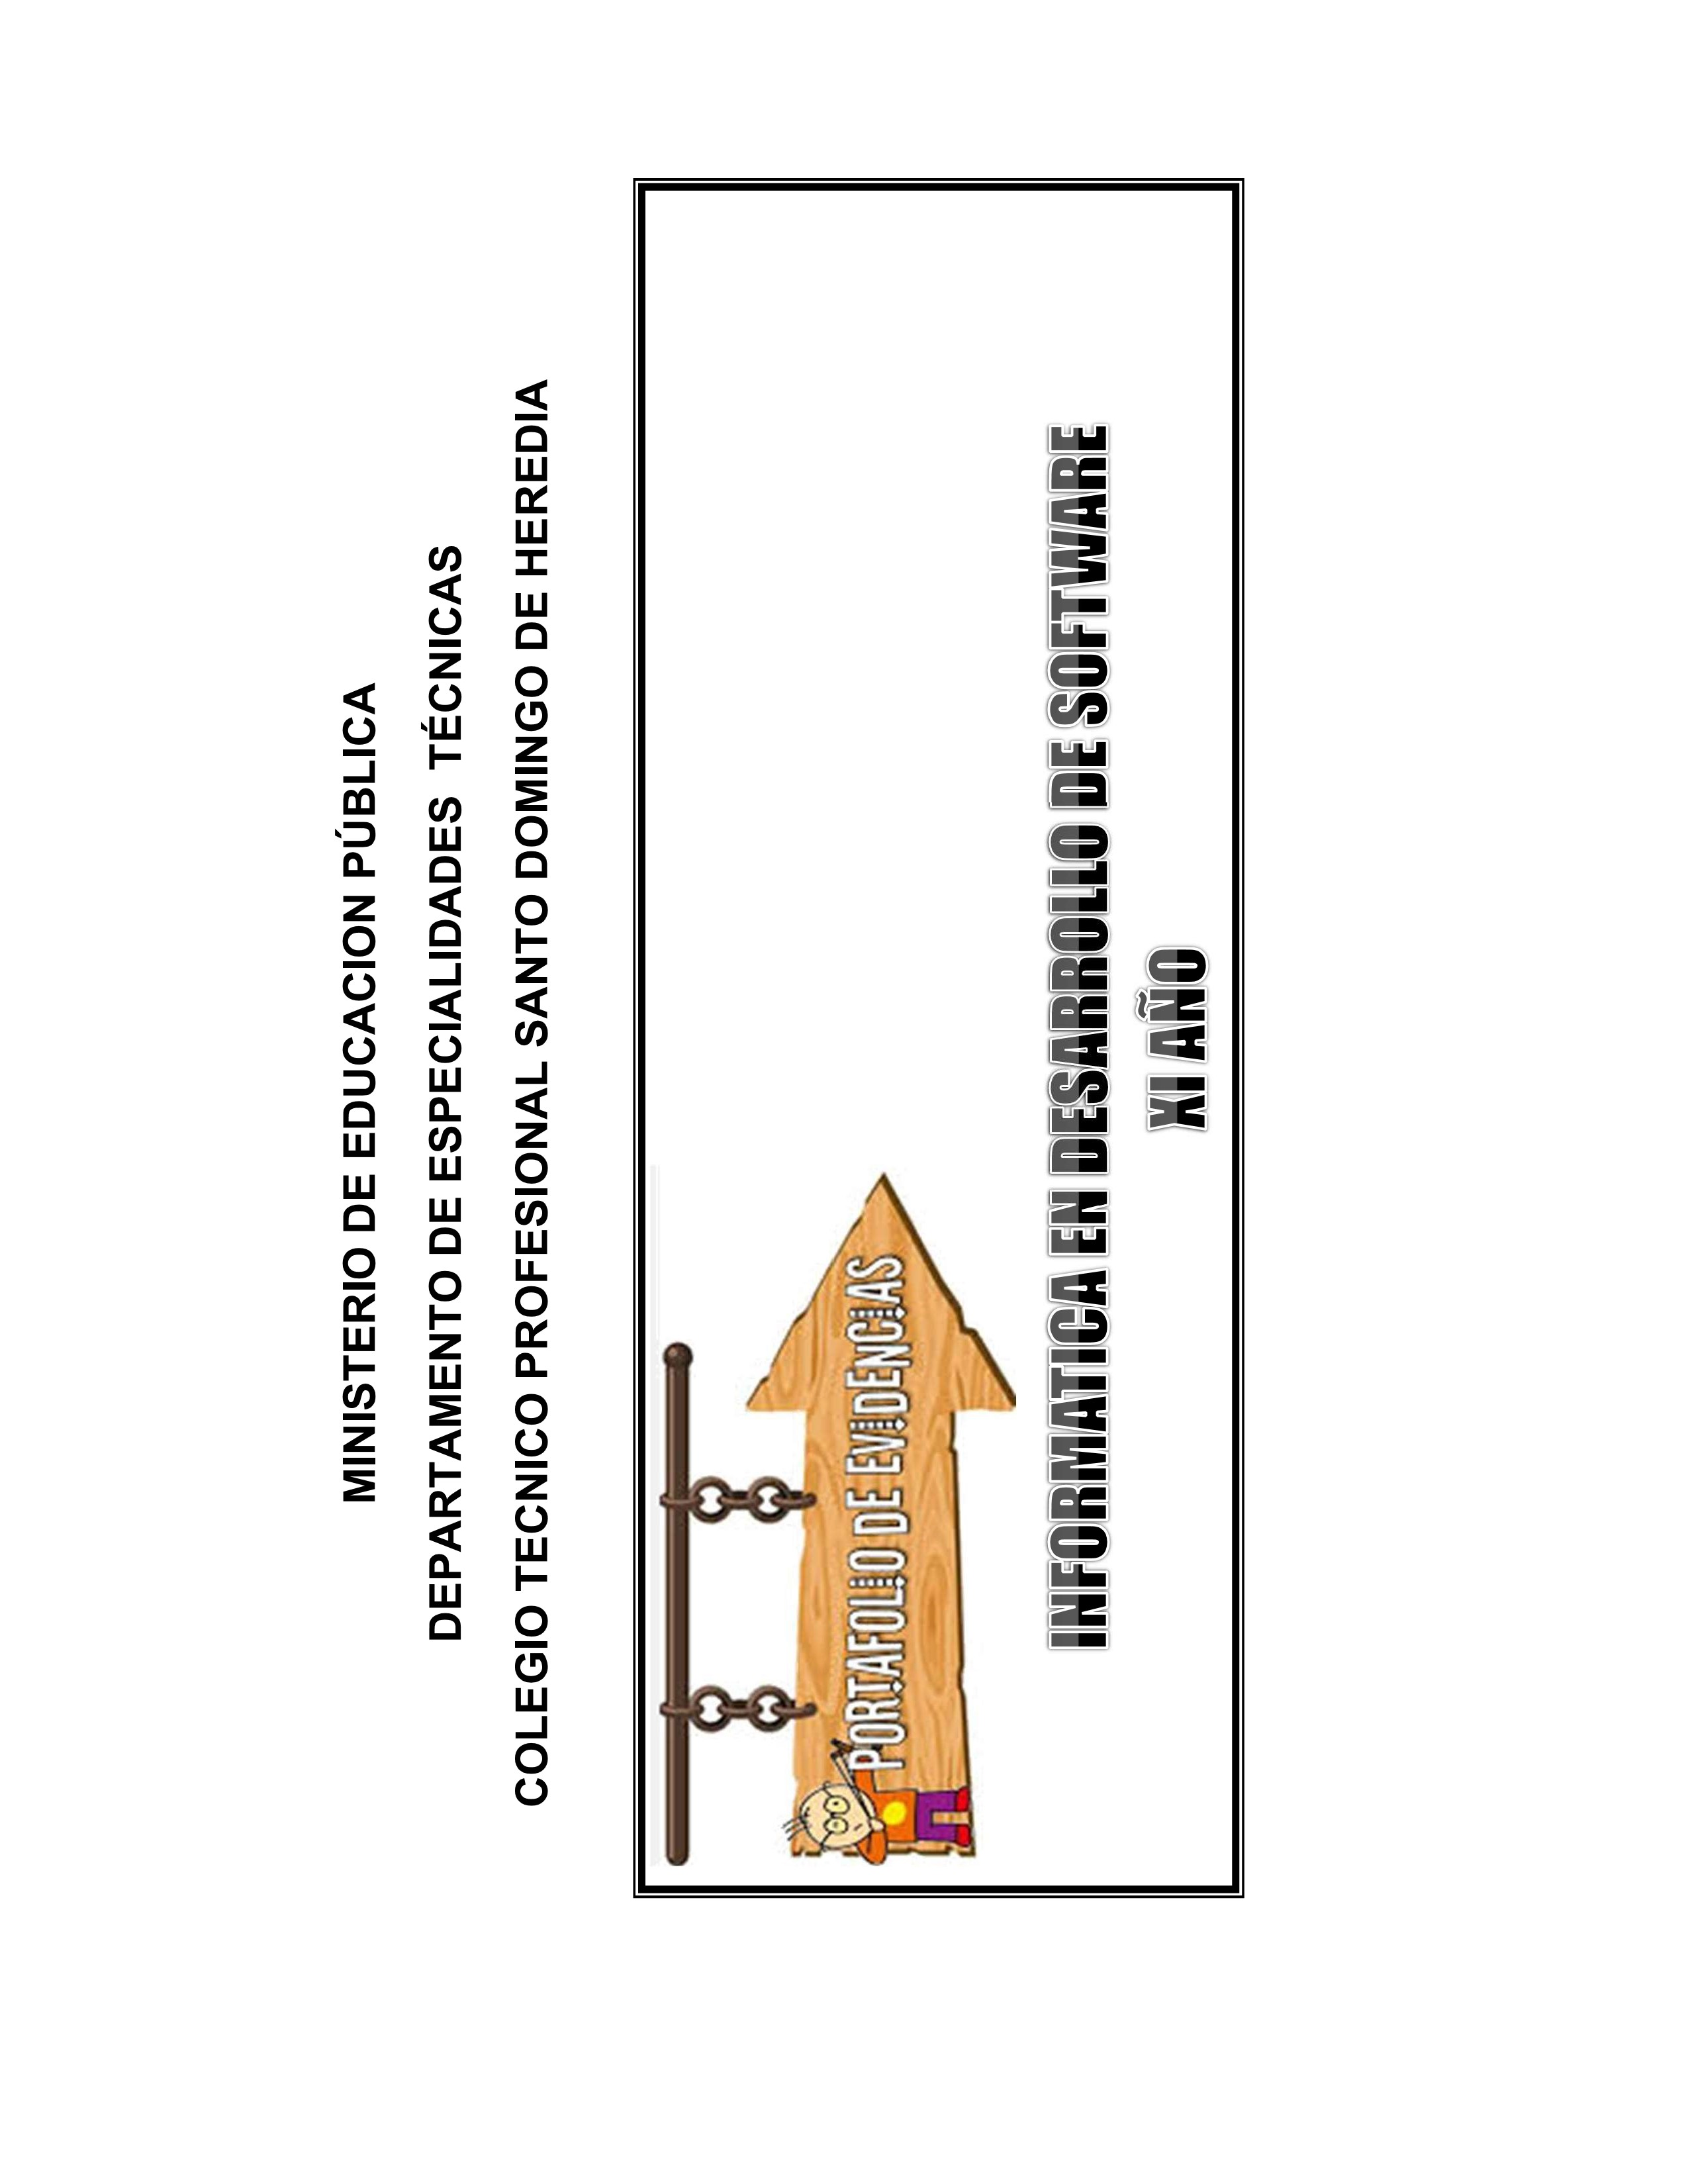 MINISTERIO DE EDUCACION PÚBLICA
DEPARTAMENTO DE ESPECIALIDADES TÉCNICAS
COLEGIO TECNICO PROFESIONAL SANTO DOMINGO DE HEREDIA
PORTAFOLIO DE EVIDENCIAS
INFORMATICA EN DESARROLLO DE SOFTWARE
XI AÑO